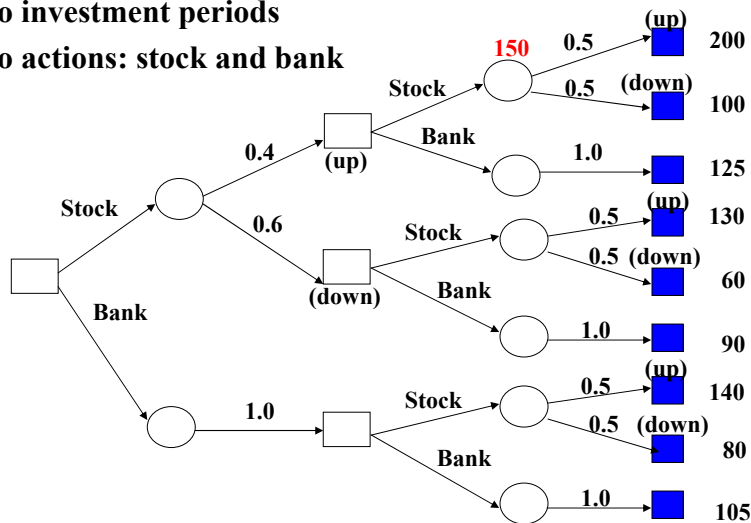 o investment periods
(up)
150
0.5
200
o actions: stock and bank
Stock
0.5
(down)
100
0.4
(up)
Bank
1.0
125
Stock
0.6
(up)
130
Stock
0.5
0.5
(down)
60
(down)
Bank
Bank
1.0
90
(up)
0.5
140
1.0
Stock
0.5
(down)
80
Bank
1.0
105